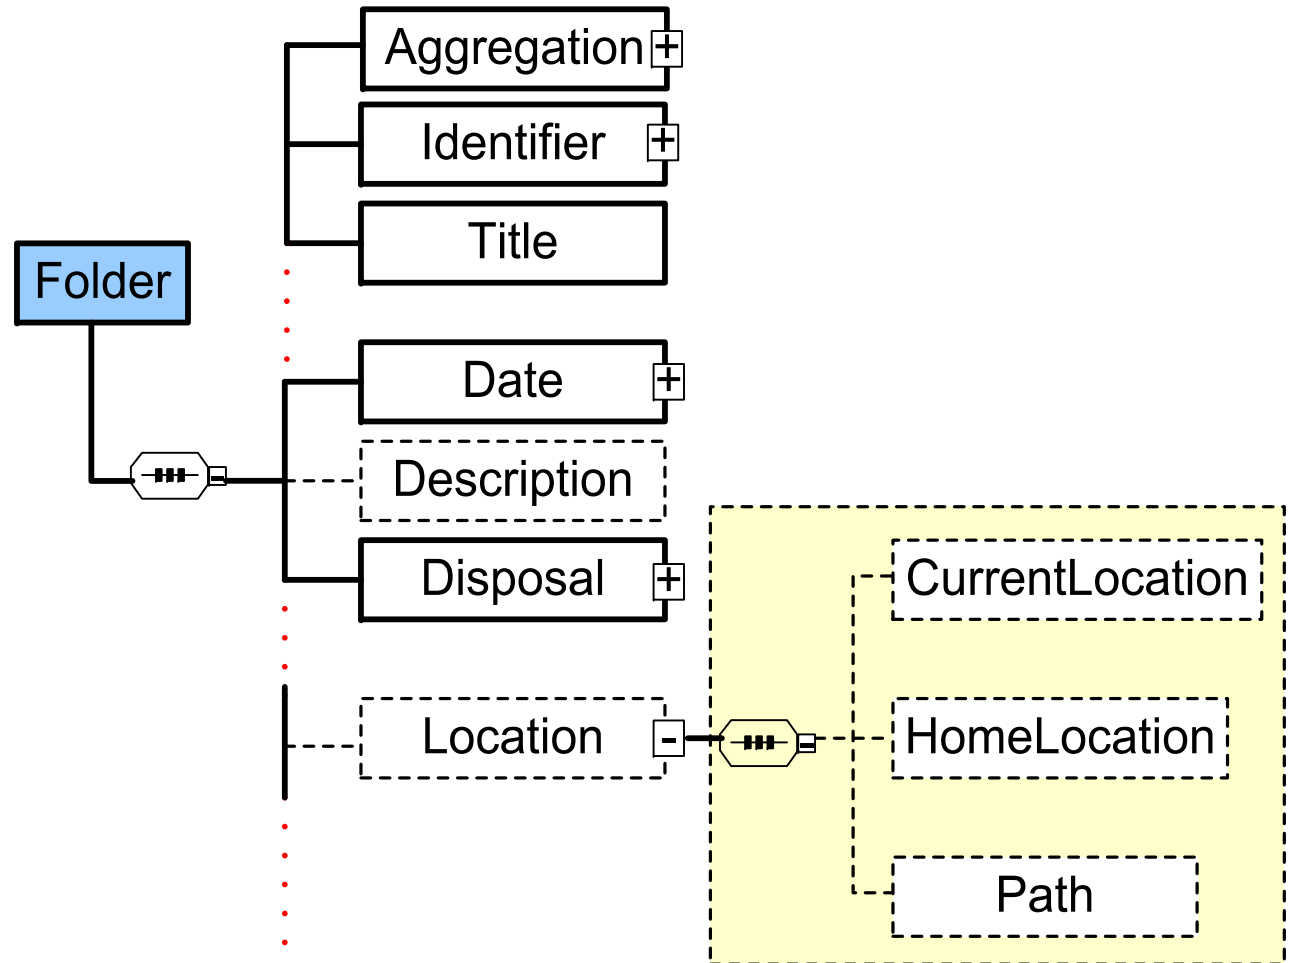 Aggregation
Identifier
Title
Folder
Date
Description
Disposal
CurrentLocation
Location
HomeLocation
Path